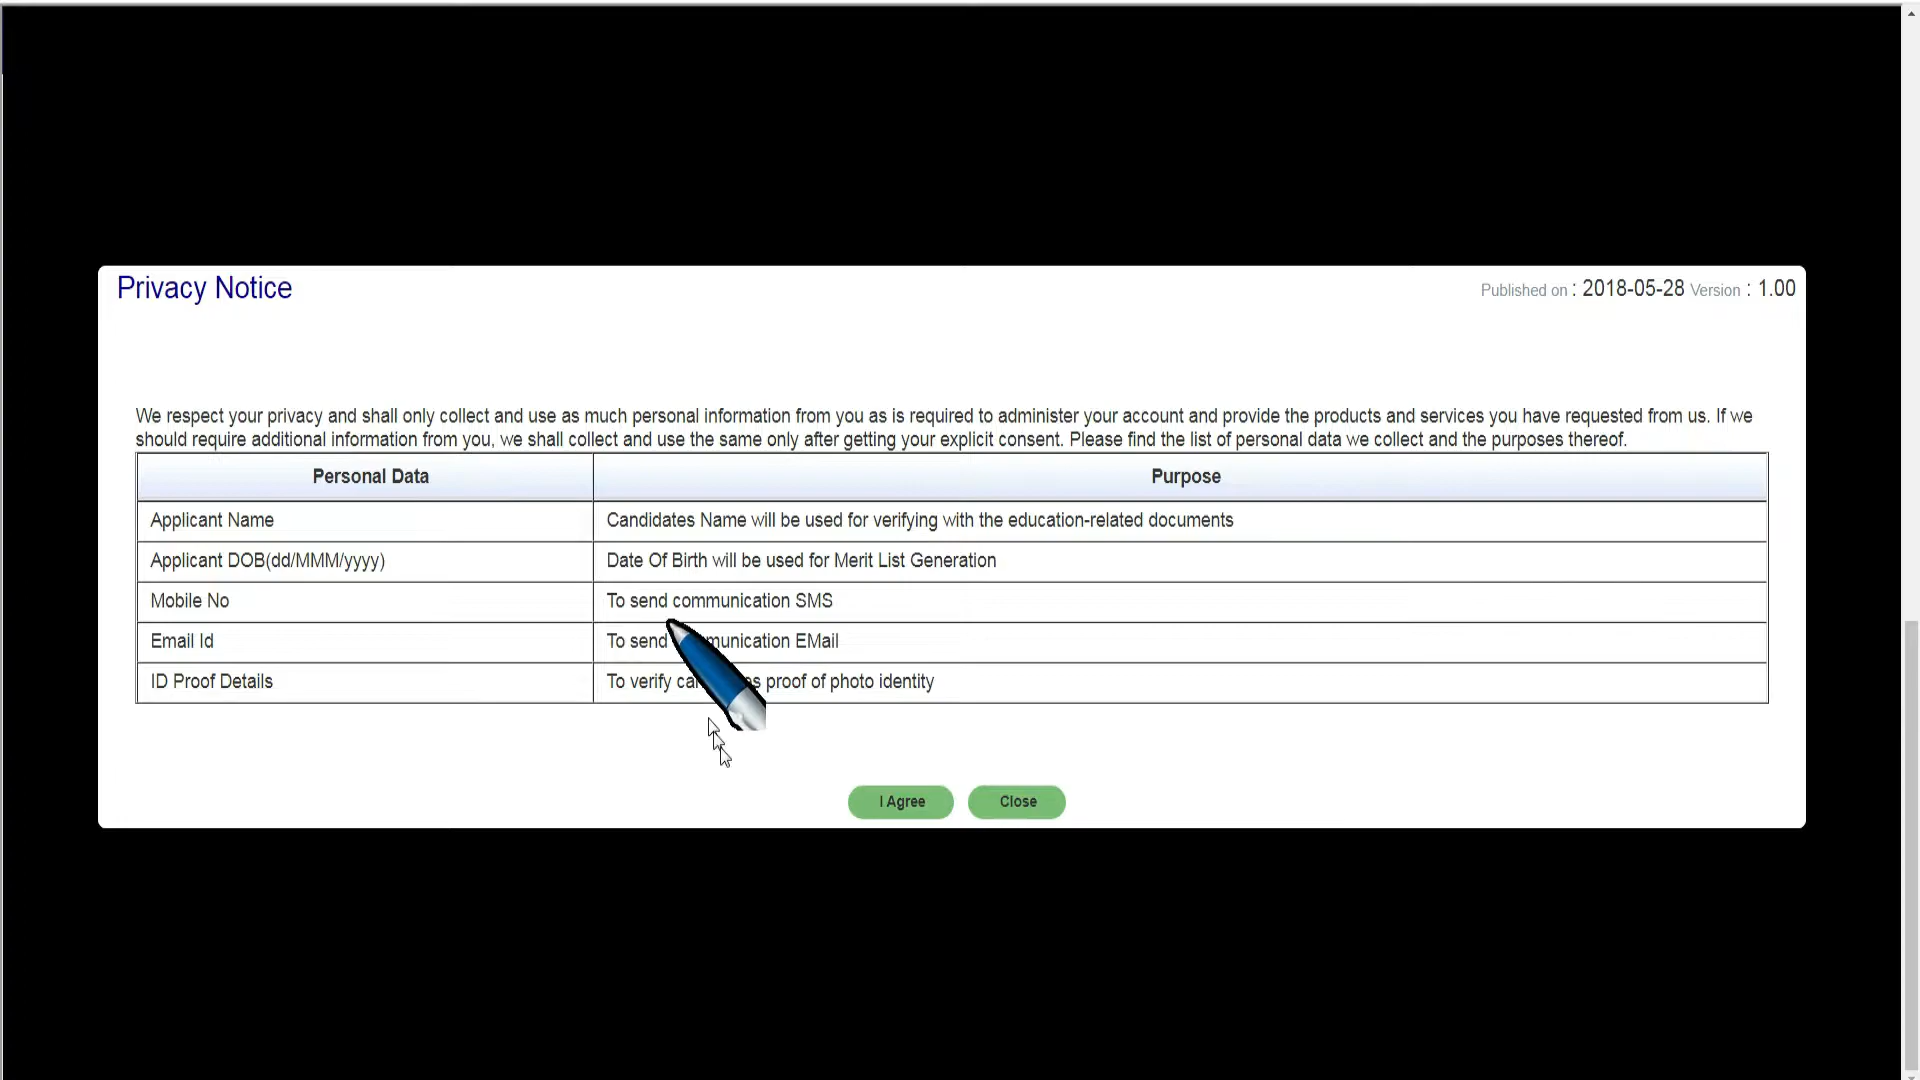 Privacy Notice
Published on : 2018-05-28 Version : 1.00
We respect your privacy and shall only collect and use as much personal information from you as is required to administer your account and provide the products and services you have requested from us. If we
should require additional information from you, we shall collect and use the same only after getting your explicit consent. Please find the list of personal data we collect and the purposes thereof.
Personal Data Purpose
Applicant Name Candidates Name will be used for verifying with the education-related documents
Applicant DOB(dd/MMM/yyyy) Date Of Birth will be used for Merit List Generation
Mobile No To send communication SMS
Email Id To send EMail
ID Proof Details To verify proof of photo identity
I Agree Close